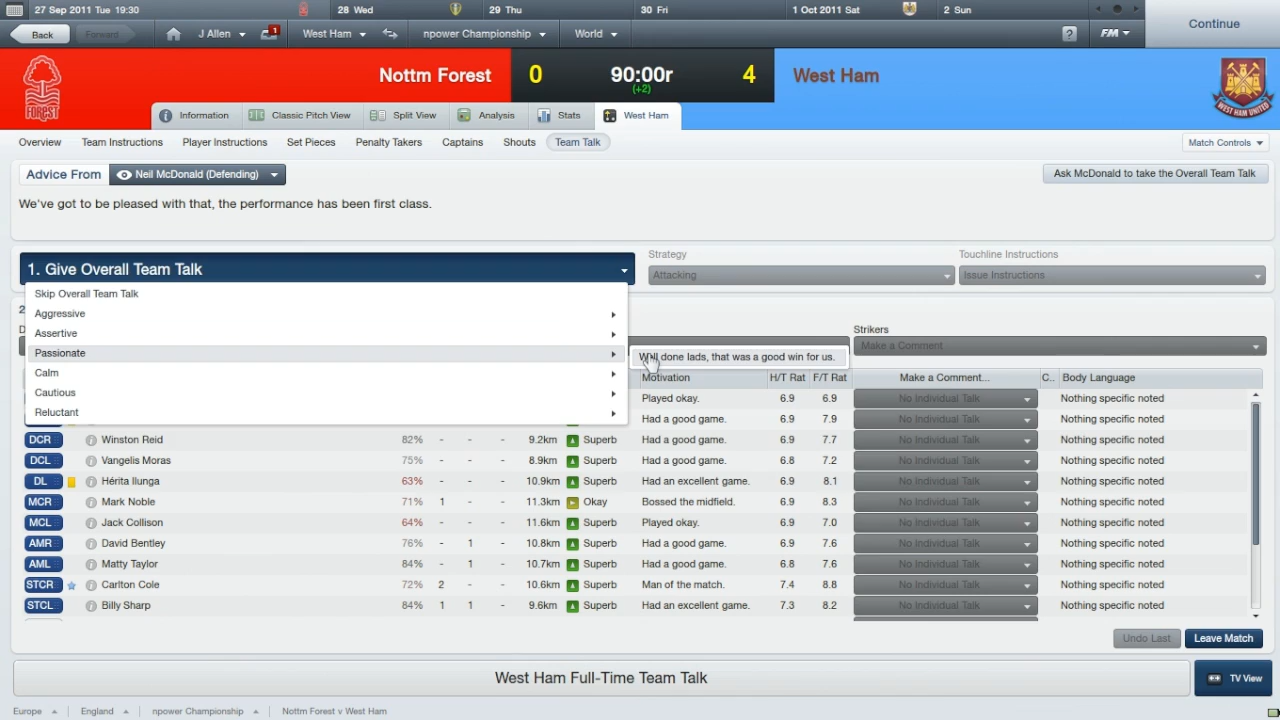 27 Sep 2011 Tue 19:30 28 Wed 29 Thu 30 Fri 1 Oct 2011 Sat 2 Sun
Back Forward J Allen 1 West Ham npower Championship World ? FM Continue
Nottm Forest 0 90:00r 4 West Ham
(+2)
FOREST
WEST HAM UNITED
Information Classic Pitch View Split View Analysis Stats West Ham
Overview Team Instructions Player Instructions Set Pieces Penalty Takers Captains Shouts Team Talk Match Controls
Advice From Neil McDonald (Defending) Ask McDonald to take the Overall Team Talk
We've got to be pleased with that, the performance has been first class.
1. Give Overall Team Talk Strategy Touchline Instructions
Attacking Issue Instructions
Skip Overall Team Talk
Aggressive
Assertive Strikers
Make a Comment
Passionate
Well done lads, that was a good win for us.
Calm Motivation H/T Rat F/T Rat Make a Comment... C.. Body Language
Cautious Played okay. 6.9 6.9 No Individual Talk Nothing specific noted
Reluctant Had a good game. 6.9 7.9 No Individual Talk Nothing specific noted
DCR Winston Reid 82% - - - 9.2km Superb Had a good game. 6.9 7.7 No Individual Talk Nothing specific noted
DCL Vangelis Moras 75% - - - 8.9km Superb Had a good game. 6.8 7.2 No Individual Talk Nothing specific noted
DL Hérita Ilunga 63% - - - 10.9km Superb Had an excellent game. 6.9 8.1 No Individual Talk Nothing specific noted
MCR Mark Noble 71% 1 - - 11.3km Okay Bossed the midfield. 6.9 8.3 No Individual Talk Nothing specific noted
MCL Jack Collison 64% - - - 11.6km Superb Played okay. 6.9 7.0 No Individual Talk Nothing specific noted
AMR David Bentley 76% - 1 - 10.8km Superb Had a good game. 6.9 7.6 No Individual Talk Nothing specific noted
AML Matty Taylor 84% - 1 - 10.7km Superb Had a good game. 6.8 7.6 No Individual Talk Nothing specific noted
STCR Carlton Cole 72% 2 - - 10.6km Superb Man of the match. 7.4 8.8 No Individual Talk Nothing specific noted
STCL Billy Sharp 84% 1 1 - 9.6km Superb Had an excellent game. 7.3 8.2 No Individual Talk Nothing specific noted
Undo Last Leave Match
West Ham Full-Time Team Talk TV View
Europe England npower Championship Nottm Forest v West Ham